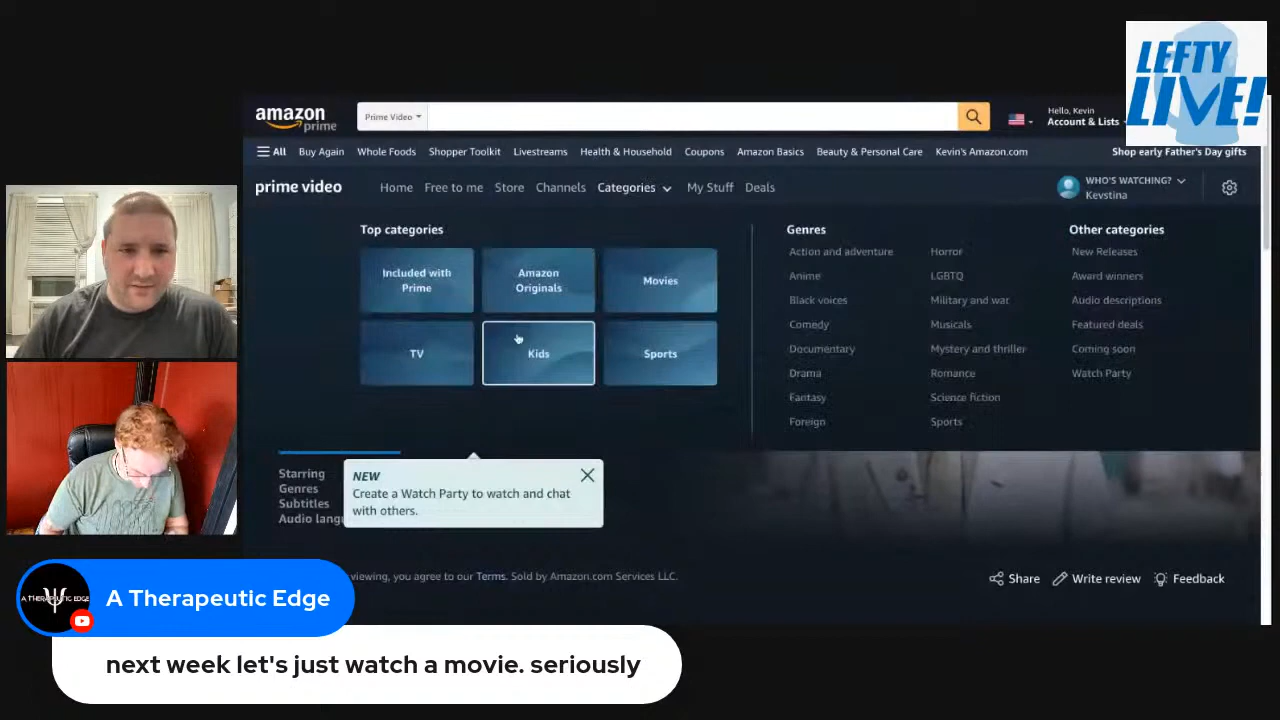 LEFTY
LIVE!
amazon
prime
Prime Video
Hello, Kevin
Account & Lists
All Buy Again Whole Foods Shopper Toolkit Livestreams Health & Household Coupons Amazon Basics Beauty & Personal Care Kevin's Amazon.com Shop early Father's Day gifts
prime video Home Free to me Store Channels Categories My Stuff Deals
WHO'S WATCHING?
Kevstina
Top categories
Included with
Prime
Amazon
Originals
Movies
TV
Kids
Sports
Genres
Action and adventure
Anime
Black voices
Comedy
Documentary
Drama
Fantasy
Foreign
Horror
LGBTQ
Military and war
Musicals
Mystery and thriller
Romance
Science fiction
Sports
Other categories
New Releases
Award winners
Audio descriptions
Featured deals
Coming soon
Watch Party
Starring
Genres
Subtitles
Audio langu
NEW
Create a Watch Party to watch and chat
with others.
viewing, you agree to our Terms. Sold by Amazon.com Services LLC.
Share Write review Feedback
A THERAPEUTIC EDGE
A Therapeutic Edge
next week let's just watch a movie. seriously